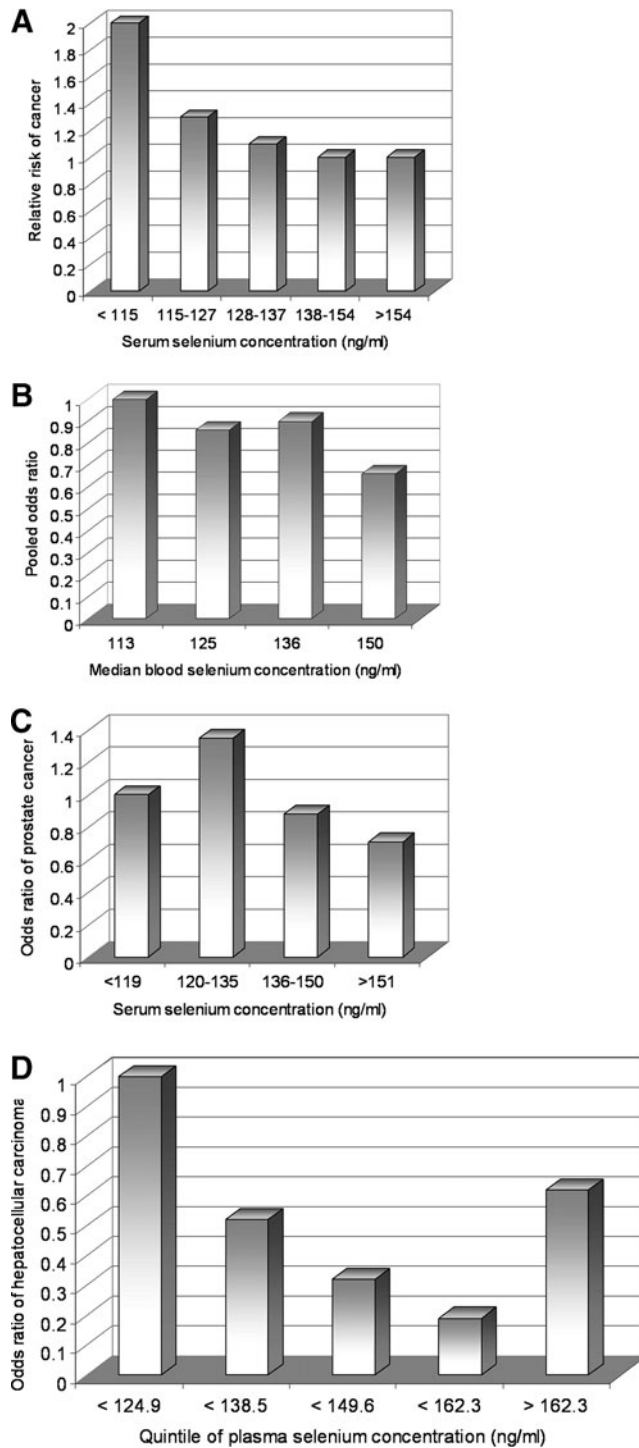 A
Relative risk of cancer
2
1.8
1.6
1.4
1.2
1
0.8
0.6
0.4
0.2
0
< 115 115-127 128-137 138-154 >154
Serum selenium concentration (ng/ml)
B
Pooled odds ratio
1
0.9
0.8
0.7
0.6
0.5
0.4
0.3
0.2
0.1
0
113 125 136 150
Median blood selenium concentration (ng/ml)
C
Odds ratio of prostate cancer
1.4
1.2
1
0.8
0.6
0.4
0.2
0
<119 120-135 136-150 >151
Serum selenium concentration (ng/ml)
D
Odds ratio of hepatocellular carcinoma
1
0.9
0.8
0.7
0.6
0.5
0.4
0.3
0.2
0.1
0
< 124.9 < 138.5 < 149.6 < 162.3 > 162.3
Quintile of plasma selenium concentration (ng/ml)